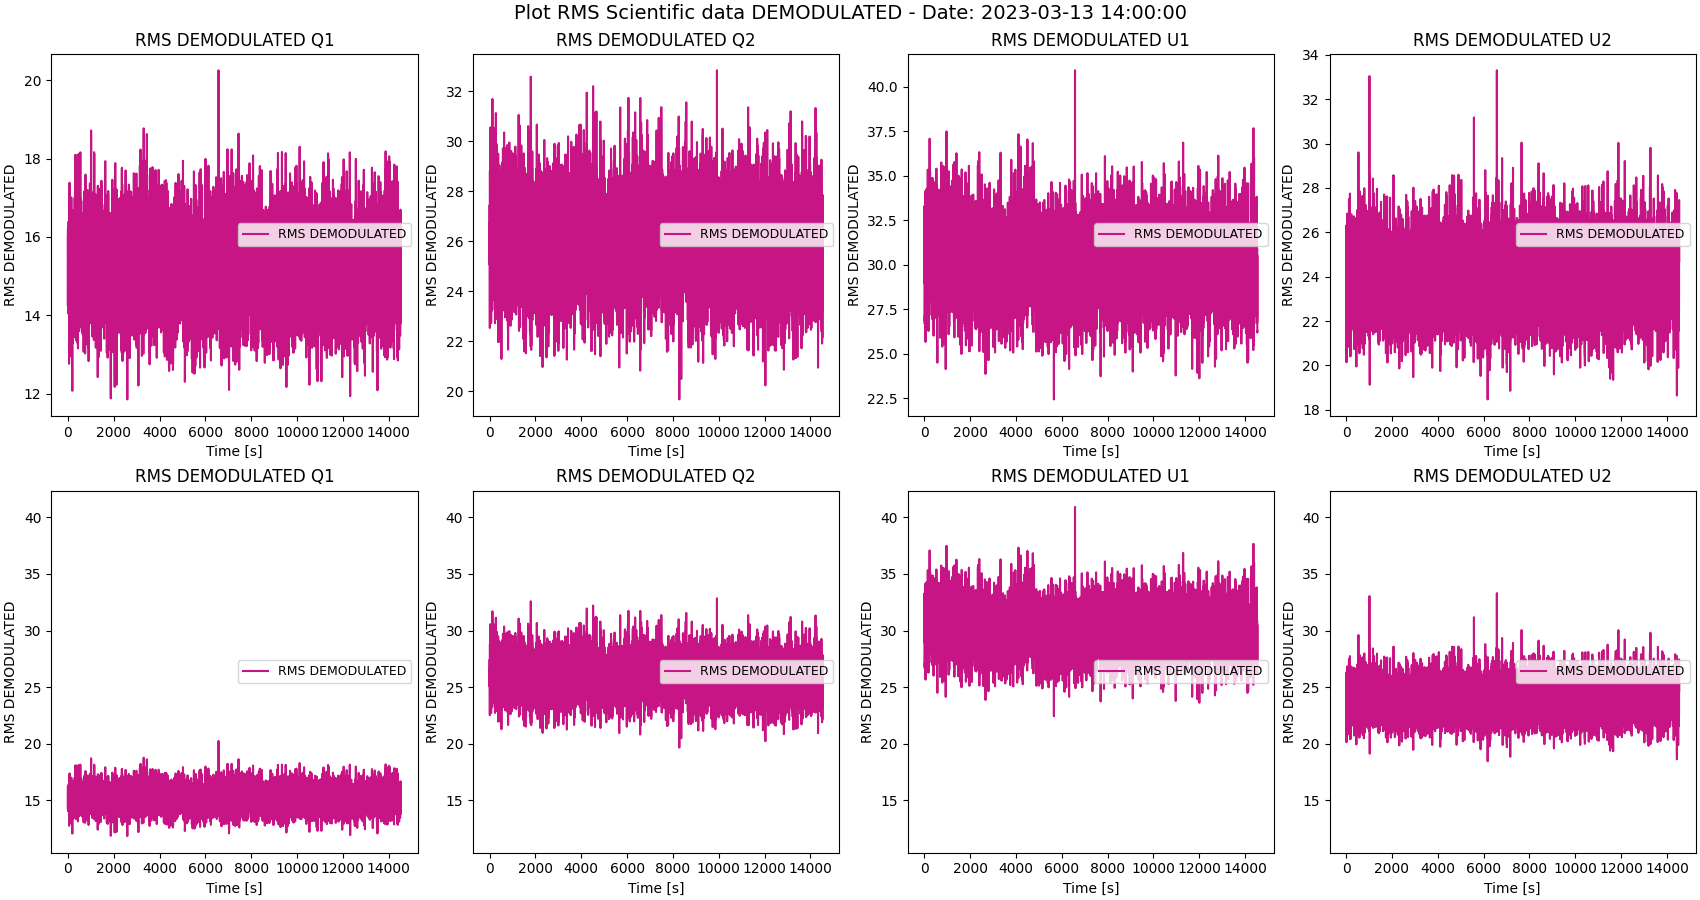 Plot RMS Scientific data DEMODULATED - Date: 2023-03-13 14:00:00
RMS DEMODULATED Q1
RMS DEMODULATED
20
18
16
14
12
RMS DEMODULATED
0 2000 4000 6000 8000 10000 12000 14000
Time [s]
RMS DEMODULATED Q2
RMS DEMODULATED
32
30
28
26
24
22
20
RMS DEMODULATED
0 2000 4000 6000 8000 10000 12000 14000
Time [s]
RMS DEMODULATED U1
RMS DEMODULATED
40.0
37.5
35.0
32.5
30.0
27.5
25.0
22.5
RMS DEMODULATED
0 2000 4000 6000 8000 10000 12000 14000
Time [s]
RMS DEMODULATED U2
RMS DEMODULATED
34
32
30
28
26
24
22
20
18
RMS DEMODULATED
0 2000 4000 6000 8000 10000 12000 14000
Time [s]
RMS DEMODULATED Q1
RMS DEMODULATED
40
35
30
25
20
15
RMS DEMODULATED
0 2000 4000 6000 8000 10000 12000 14000
Time [s]
RMS DEMODULATED Q2
RMS DEMODULATED
40
35
30
25
20
15
RMS DEMODULATED
0 2000 4000 6000 8000 10000 12000 14000
Time [s]
RMS DEMODULATED U1
RMS DEMODULATED
40
35
30
25
20
15
RMS DEMODULATED
0 2000 4000 6000 8000 10000 12000 14000
Time [s]
RMS DEMODULATED U2
RMS DEMODULATED
40
35
30
25
20
15
RMS DEMODULATED
0 2000 4000 6000 8000 10000 12000 14000
Time [s]